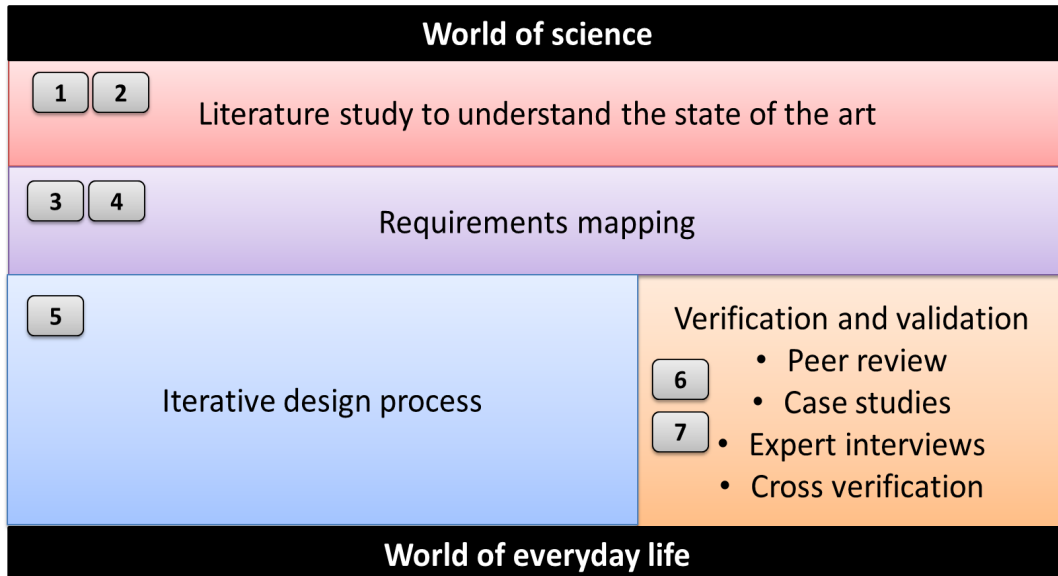 World of science
1 2
Literature study to understand the state of the art
3 4
Requirements mapping
5
Iterative design process
Verification and validation
• Peer review
6
• Case studies
7
• Expert interviews
• Cross verification
World of everyday life